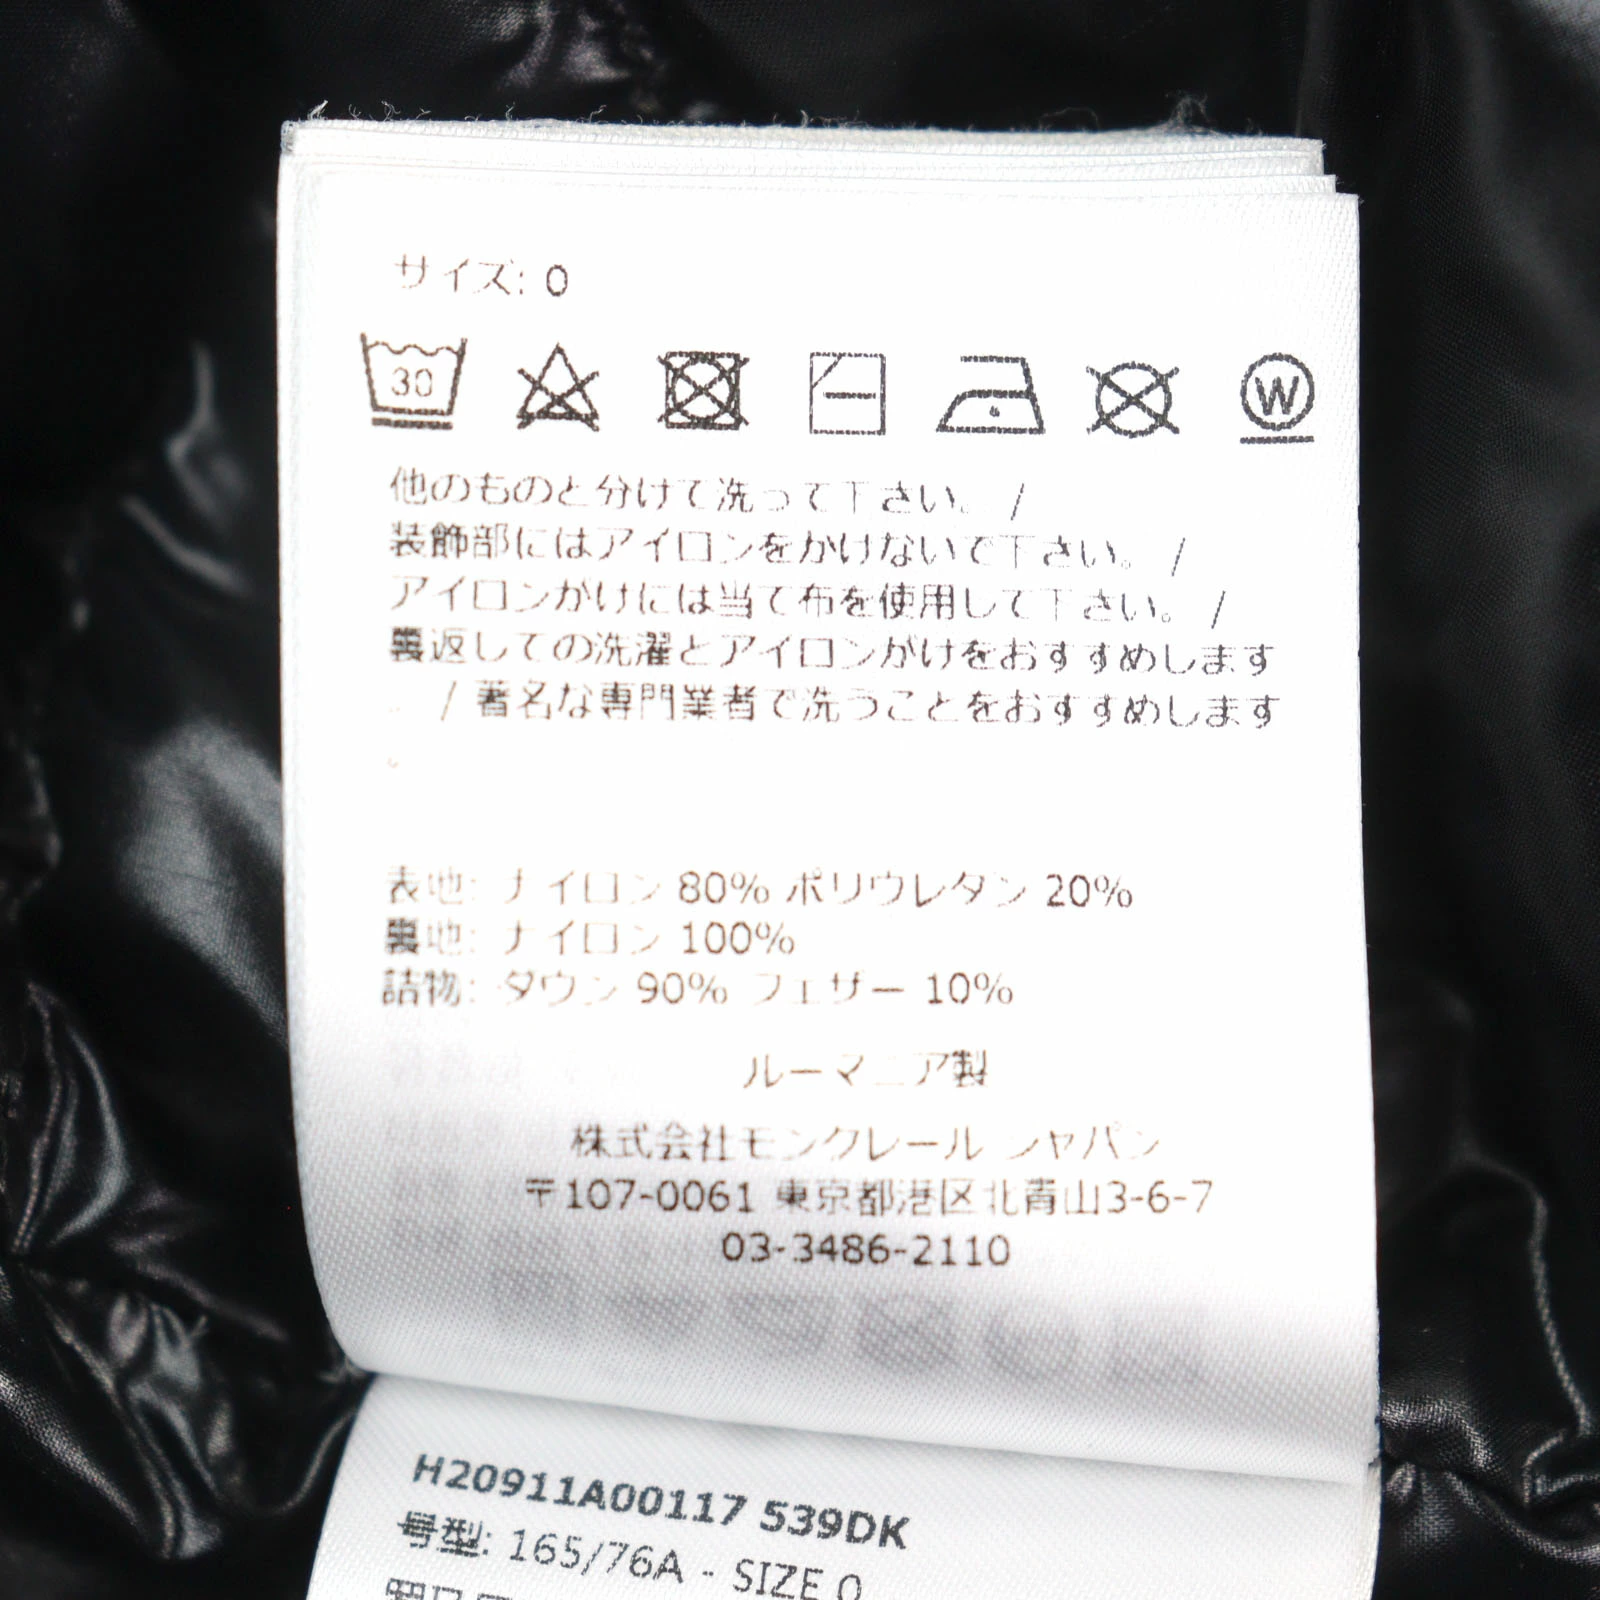 サイズ: 0
30
W
他のものと分けて洗って下さい。/
装飾部にはアイロンをかけないで下さい。/
アイロンがけには当て布を使用して下さい。/
裏返しての洗濯とアイロンがけをおすすめします
。/ 著名な専門業者で洗うことをおすすめします
。
表地: ナイロン 80% ポリウレタン 20%
裏地: ナイロン 100%
詰物: ダウン 90% フェザー 10%
ルーマニア製
株式会社モンクレール ジャパン
〒107-0061 東京都港区北青山3-6-7
03-3486-2110
H20911A00117 539DK
号型: 165/76A - SIZE 0